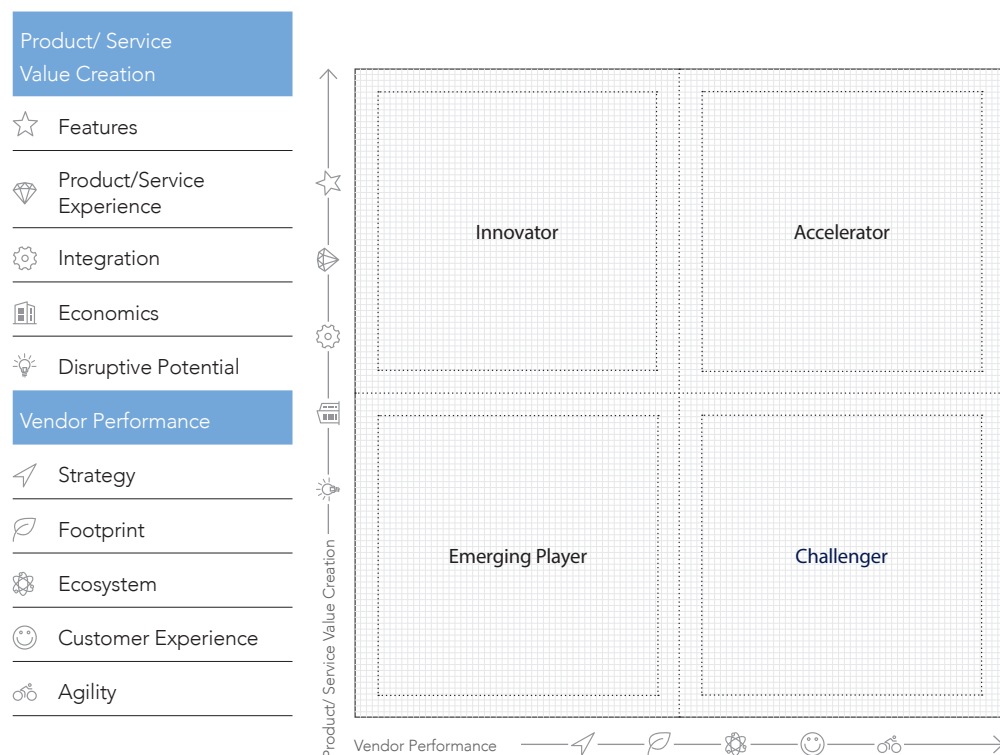 Product/ Service
Value Creation
Features
Product/Service
Experience
Integration
Economics
Disruptive Potential
Vendor Performance
Strategy
Footprint
Ecosystem
Customer Experience
Agility
Product/ Service Value Creation
Innovator
Accelerator
Emerging Player
Challenger
Vendor Performance